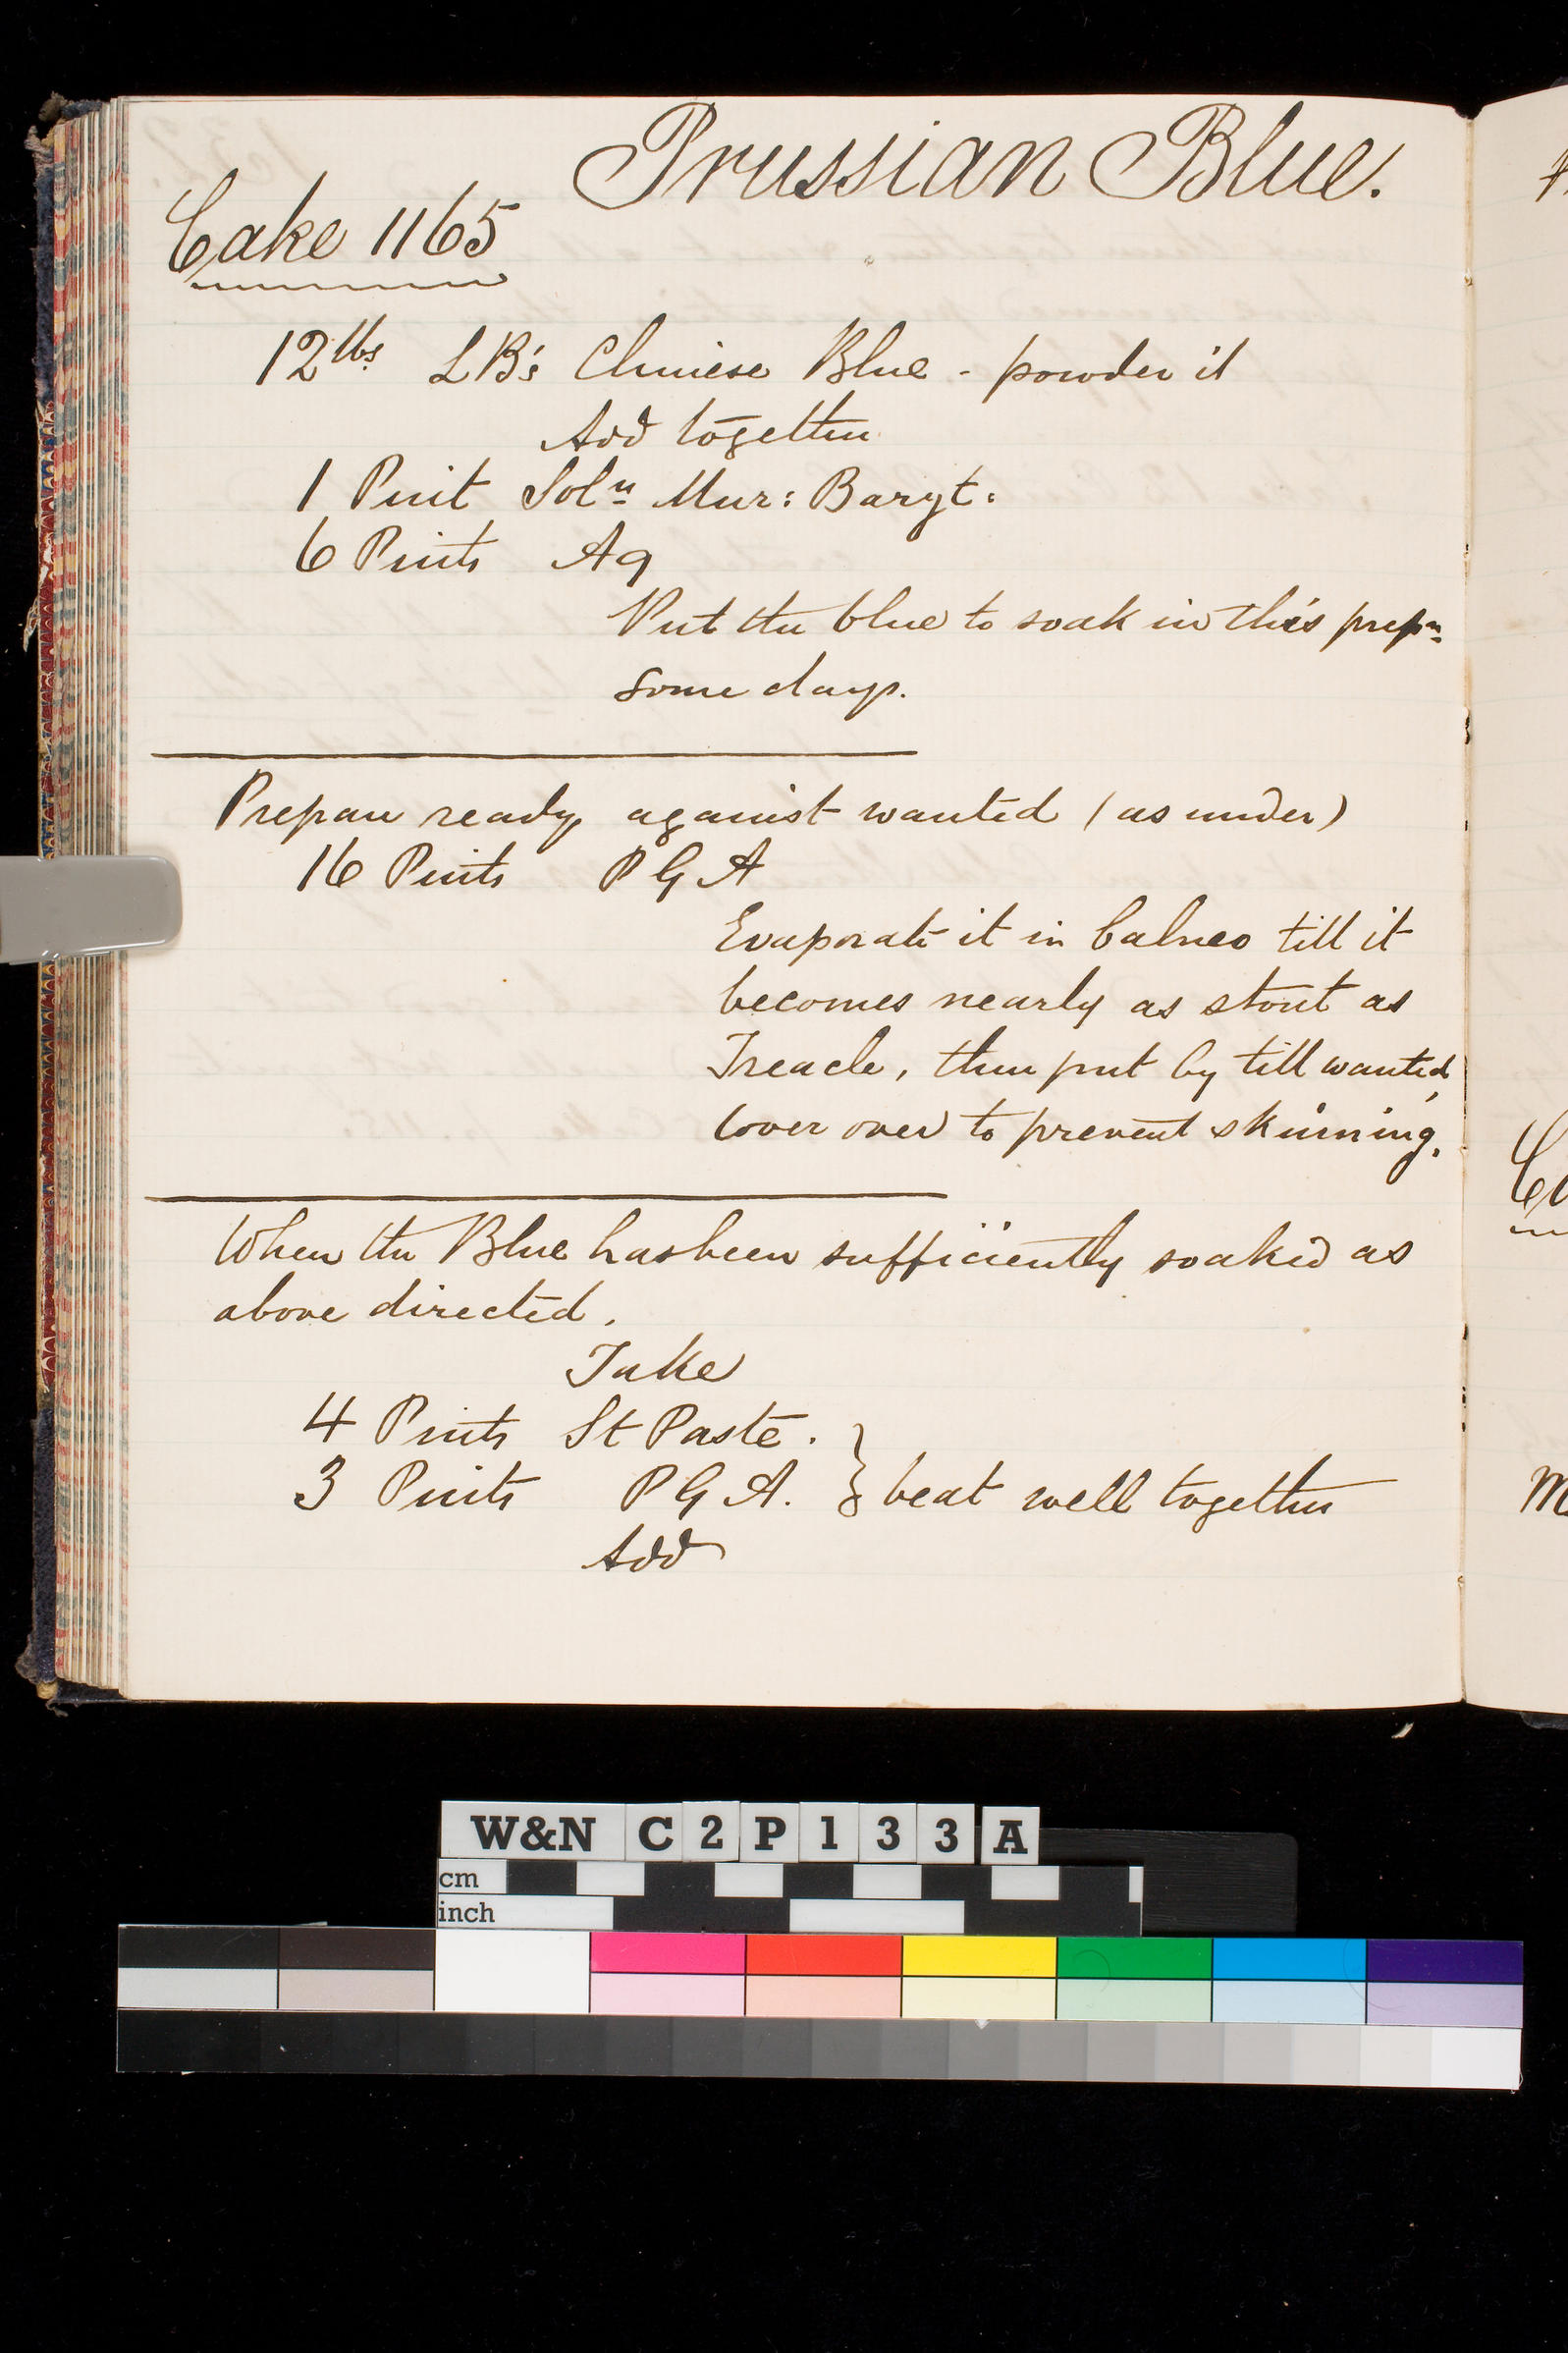 Prussian Blue.
Cake 1165
12 lbs LB's Chinese Blue - powder it
Add together
1 Pint Soln Mur: Baryt:
6 Pints Aq
Put the blue to soak in this prepn
some days.
Prepare ready against wanted (as under)
16 Pints P G A
Evaporate it in balneo till it
becomes nearly as stout as
Treacle, then put by till wanted,
Cover over to prevent skinning.
When the Blue has been sufficiently soaked as
above directed.
Take
4 Pints St Paste.
3 Pints P G A. } beat well together
Add
W&N C2P133A
cm
inch